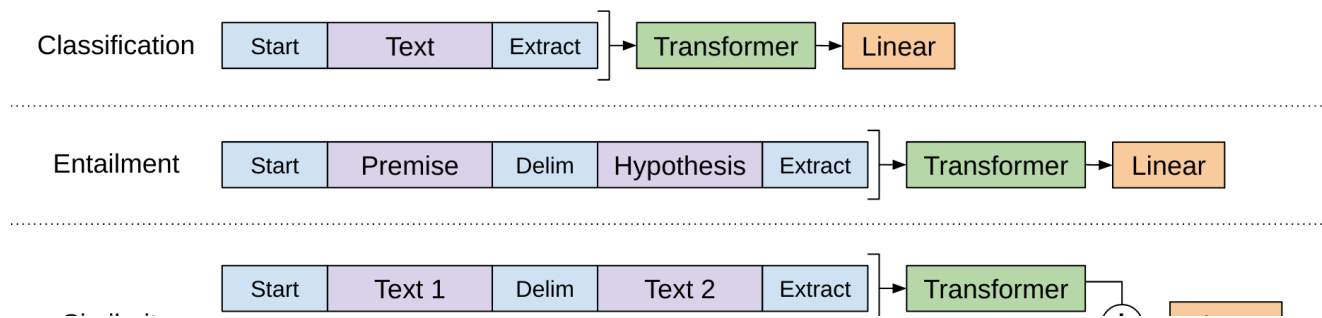 Classification Start Text Extract Transformer Linear
Entailment Start Premise Delim Hypothesis Extract Transformer Linear
Start Text 1 Delim Text 2 Extract Transformer